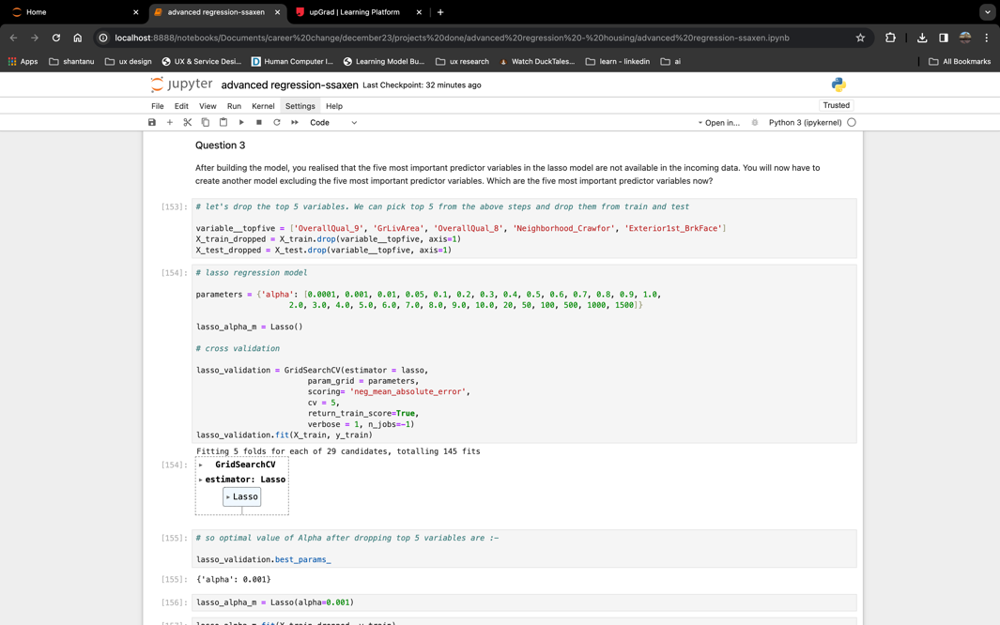 Home
advanced regression-ssaxen
upGrad | Learning Platform
localhost:8888/notebooks/Documents/career%20change/december23/projects%20done/advanced%20regression%20-%20housing/advanced%20regression-ssaxen.ipynb
Apps
shantanu
ux design
UX & Service Desi...
Human Computer I...
Learning Model Bu...
ux research
Watch DuckTales...
learn - linkedin
ai
All Bookmarks
jupyter advanced regression-ssaxen Last Checkpoint: 32 minutes ago
File Edit View Run Kernel Settings Help
Trusted
Code
Open in...
Python 3 (ipykernel)
Question 3
After building the model, you realised that the five most important predictor variables in the lasso model are not available in the incoming data. You will now have to
create another model excluding the five most important predictor variables. Which are the five most important predictor variables now?
[153]: # let's drop the top 5 variables. We can pick top 5 from the above steps and drop them from train and test
variable__topfive = ['OverallQual_9', 'GrLivArea', 'OverallQual_8', 'Neighborhood_Crawfor', 'Exterior1st_BrkFace']
X_train_dropped = X_train.drop(variable__topfive, axis=1)
X_test_dropped = X_test.drop(variable__topfive, axis=1)
[154]: # lasso regression model
parameters = {'alpha': [0.0001, 0.001, 0.01, 0.05, 0.1, 0.2, 0.3, 0.4, 0.5, 0.6, 0.7, 0.8, 0.9, 1.0,
2.0, 3.0, 4.0, 5.0, 6.0, 7.0, 8.0, 9.0, 10.0, 20, 50, 100, 500, 1000, 1500]}
lasso_alpha_m = Lasso()
# cross validation
lasso_validation = GridSearchCV(estimator = lasso,
param_grid = parameters,
scoring= 'neg_mean_absolute_error',
cv = 5,
return_train_score=True,
verbose = 1, n_jobs=-1)
lasso_validation.fit(X_train, y_train)
Fitting 5 folds for each of 29 candidates, totalling 145 fits
[154]: GridSearchCV
estimator: Lasso
Lasso
[155]: # so optimal value of Alpha after dropping top 5 variables are :-
lasso_validation.best_params_
[155]: {'alpha': 0.001}
[156]: lasso_alpha_m = Lasso(alpha=0.001)